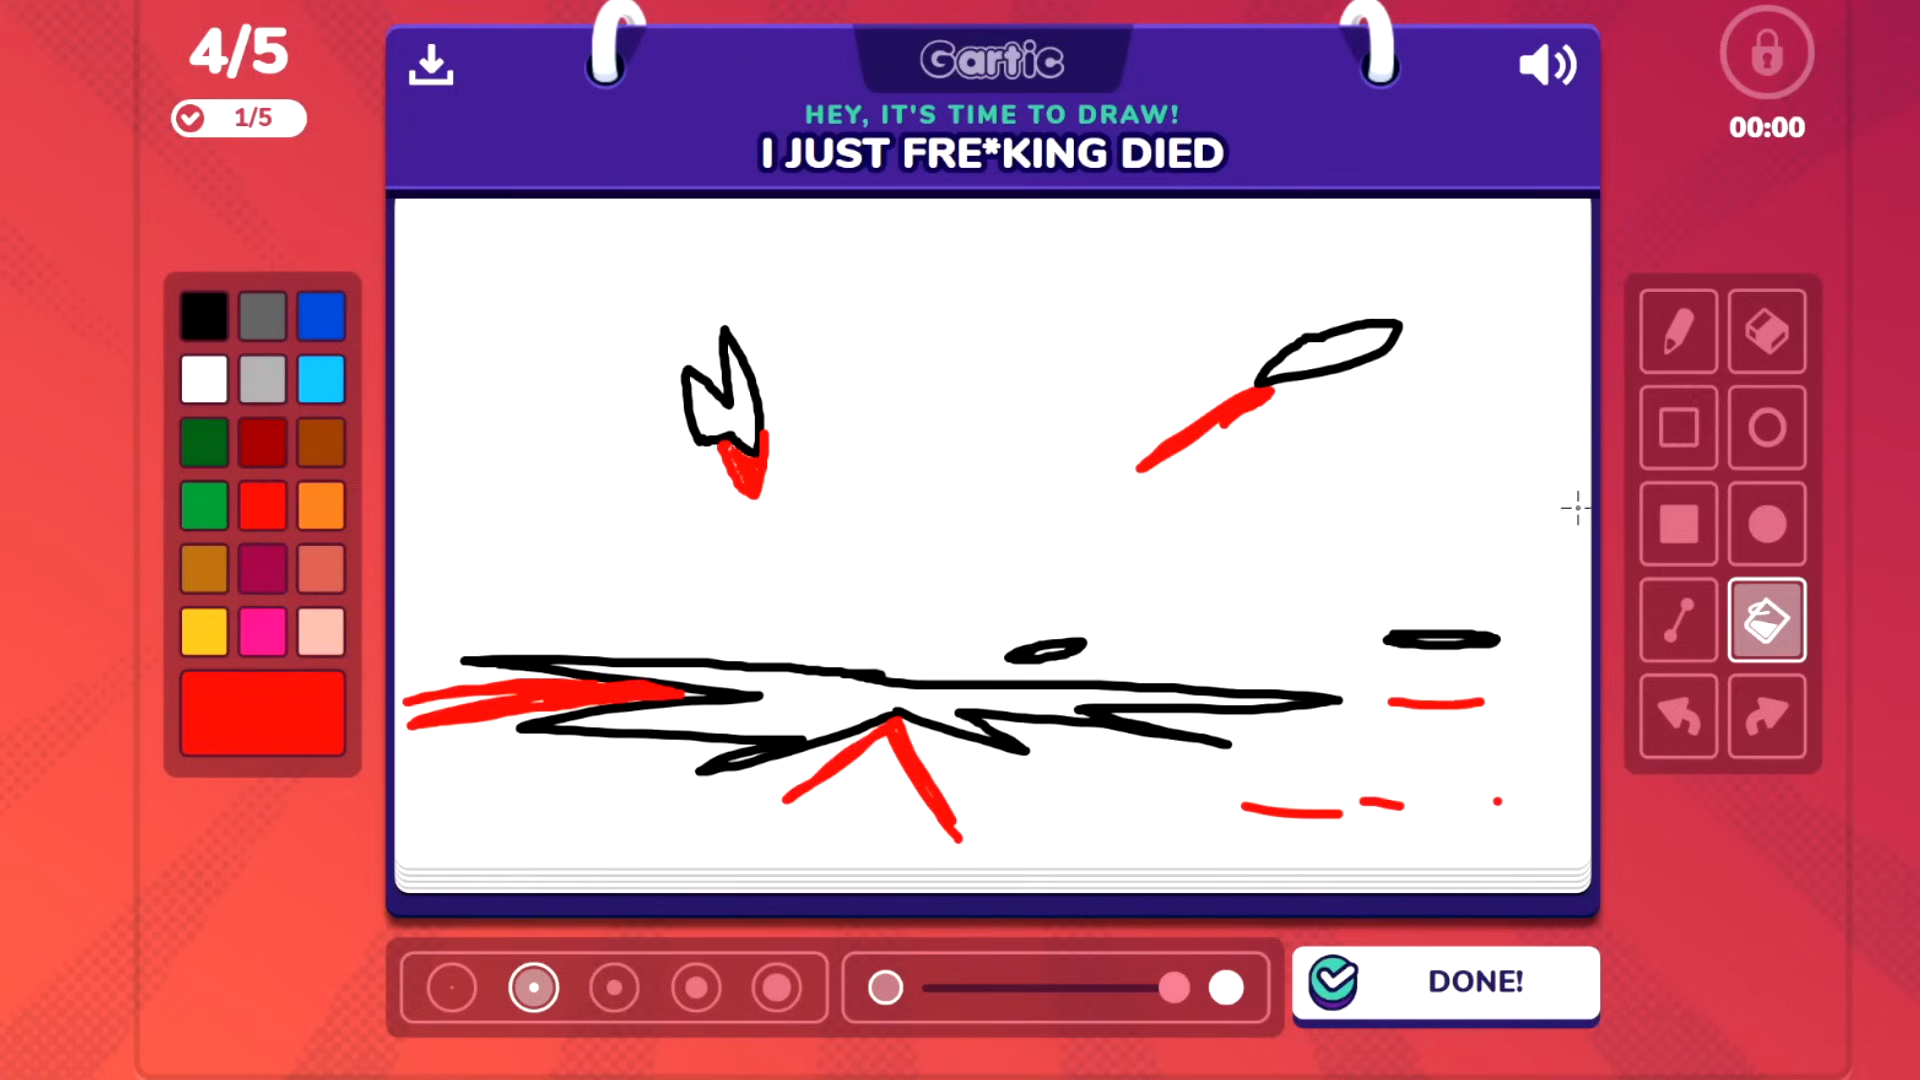 4/5
1/5
Gartic
HEY, IT'S TIME TO DRAW!
I JUST FRE*KING DIED
00:00
DONE!